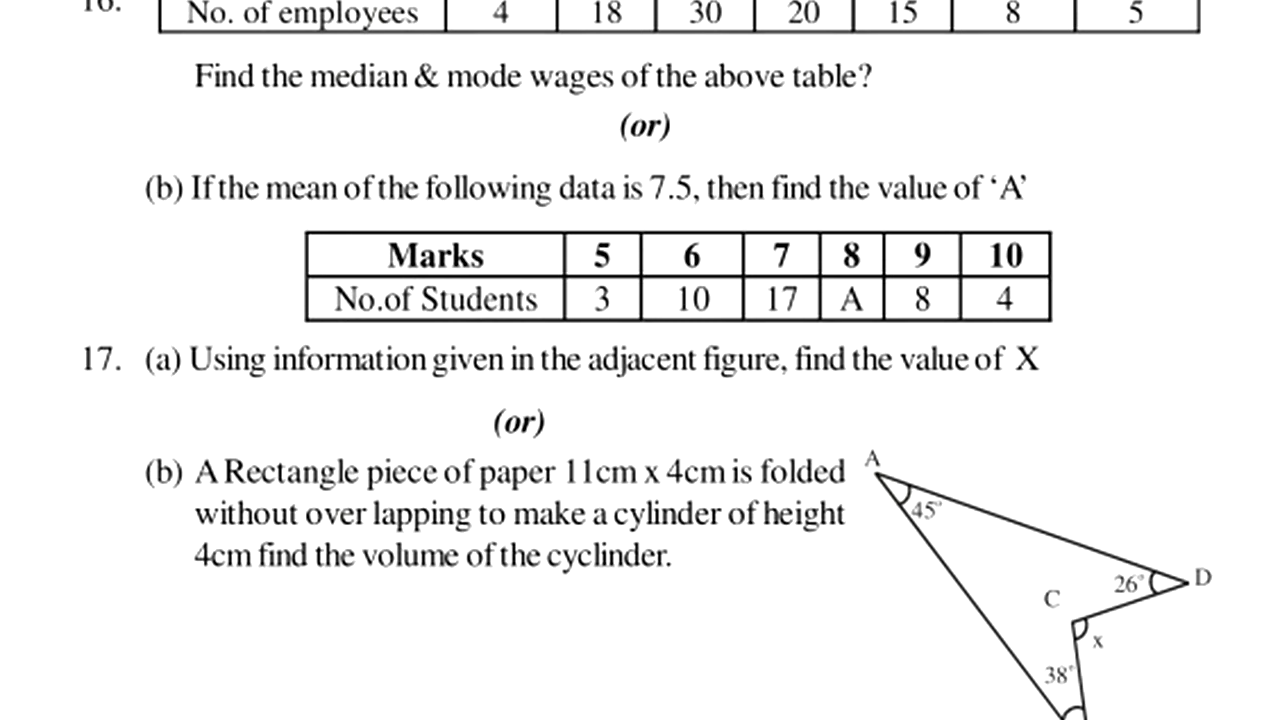 16.
No. of employees 4 18 30 20 15 8 5
Find the median & mode wages of the above table?
(or)
(b) If the mean of the following data is 7.5, then find the value of ‘A’
Marks 5 6 7 8 9 10
No.of Students 3 10 17 A 8 4
17. (a) Using information given in the adjacent figure, find the value of X
(or)
(b) A Rectangle piece of paper 11cm x 4cm is folded
without over lapping to make a cylinder of height
4cm find the volume of the cyclinder.
A
45°
26° D
C
x
38°